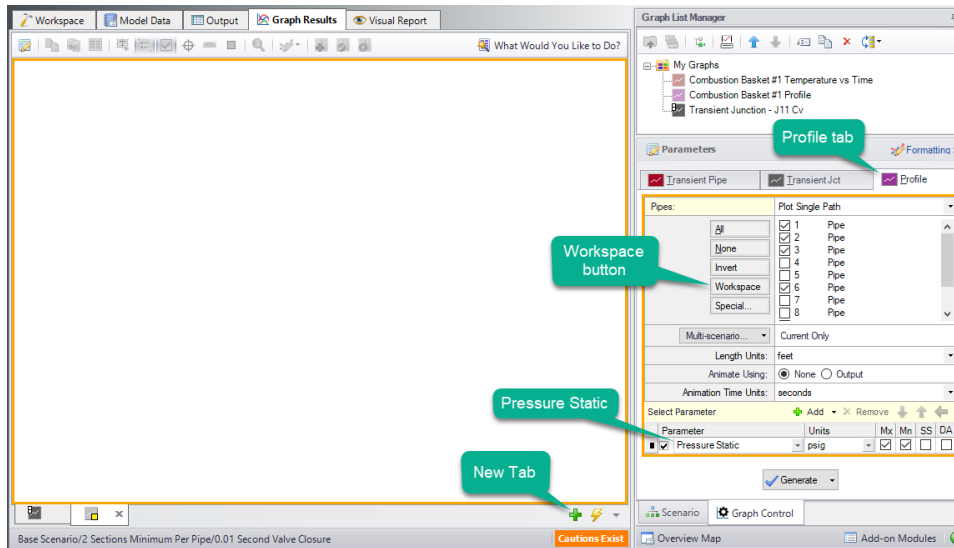 Workspace Model Data Output Graph Results Visual Report
What Would You Like to Do?
Graph List Manager
My Graphs
Combustion Basket #1 Temperature vs Time
Combustion Basket #1 Profile
Transient Junction - J11 Cv
Profile tab
Parameters Formatting
Transient Pipe Transient Jct Profile
Pipes: Plot Single Path
All
None
Invert
Workspace
Special...
1 Pipe
2 Pipe
3 Pipe
4 Pipe
5 Pipe
6 Pipe
7 Pipe
8 Pipe
Workspace
button
Multi-scenario... Current Only
Length Units: feet
Animate Using: None Output
Animation Time Units: seconds
Select Parameter Add Remove
Parameter Units Mx Mn SS DA
Pressure Static psig
Pressure Static
New Tab
Generate
Scenario Graph Control
Base Scenario/2 Sections Minimum Per Pipe/0.01 Second Valve Closure
Cautions Exist
Overview Map Add-on Modules